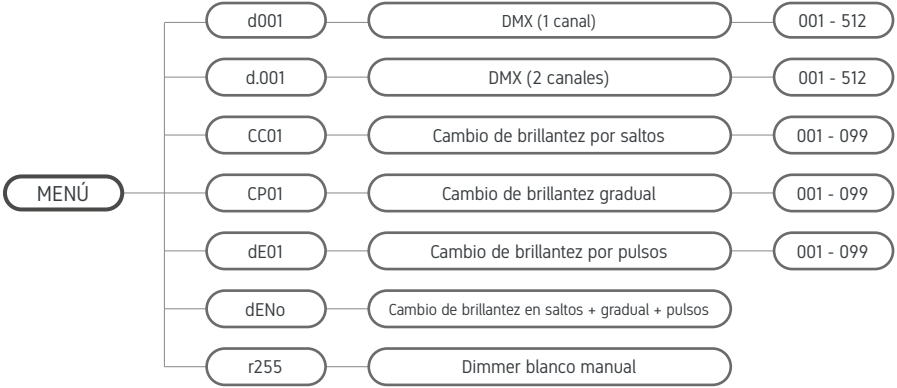 d001 DMX (1 canal) 001 - 512
d.001 DMX (2 canales) 001 - 512
CC01 Cambio de brillantez por saltos 001 - 099
MENÚ
CP01 Cambio de brillantez gradual 001 - 099
dE01 Cambio de brillantez por pulsos 001 - 099
dENo Cambio de brillantez en saltos + gradual + pulsos
r255 Dimmer blanco manual